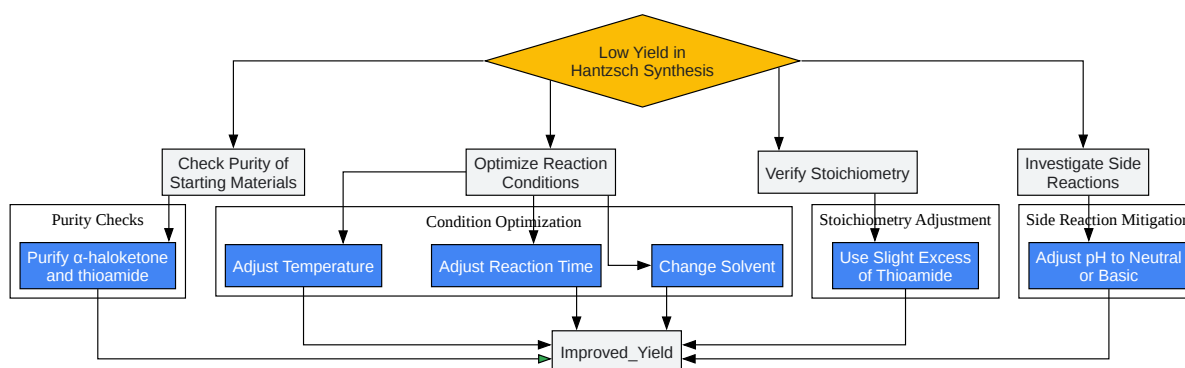 Low Yield in
Hantzsch Synthesis
Check Purity of
Starting Materials
Optimize Reaction
Conditions
Verify Stoichiometry
Investigate Side
Reactions
Purity Checks
Condition Optimization
Stoichiometry Adjustment
Side Reaction Mitigation
Purify α-haloketone
and thioamide
Adjust Temperature
Adjust Reaction Time
Change Solvent
Use Slight Excess
of Thioamide
Adjust pH to Neutral
or Basic
Improved_Yield